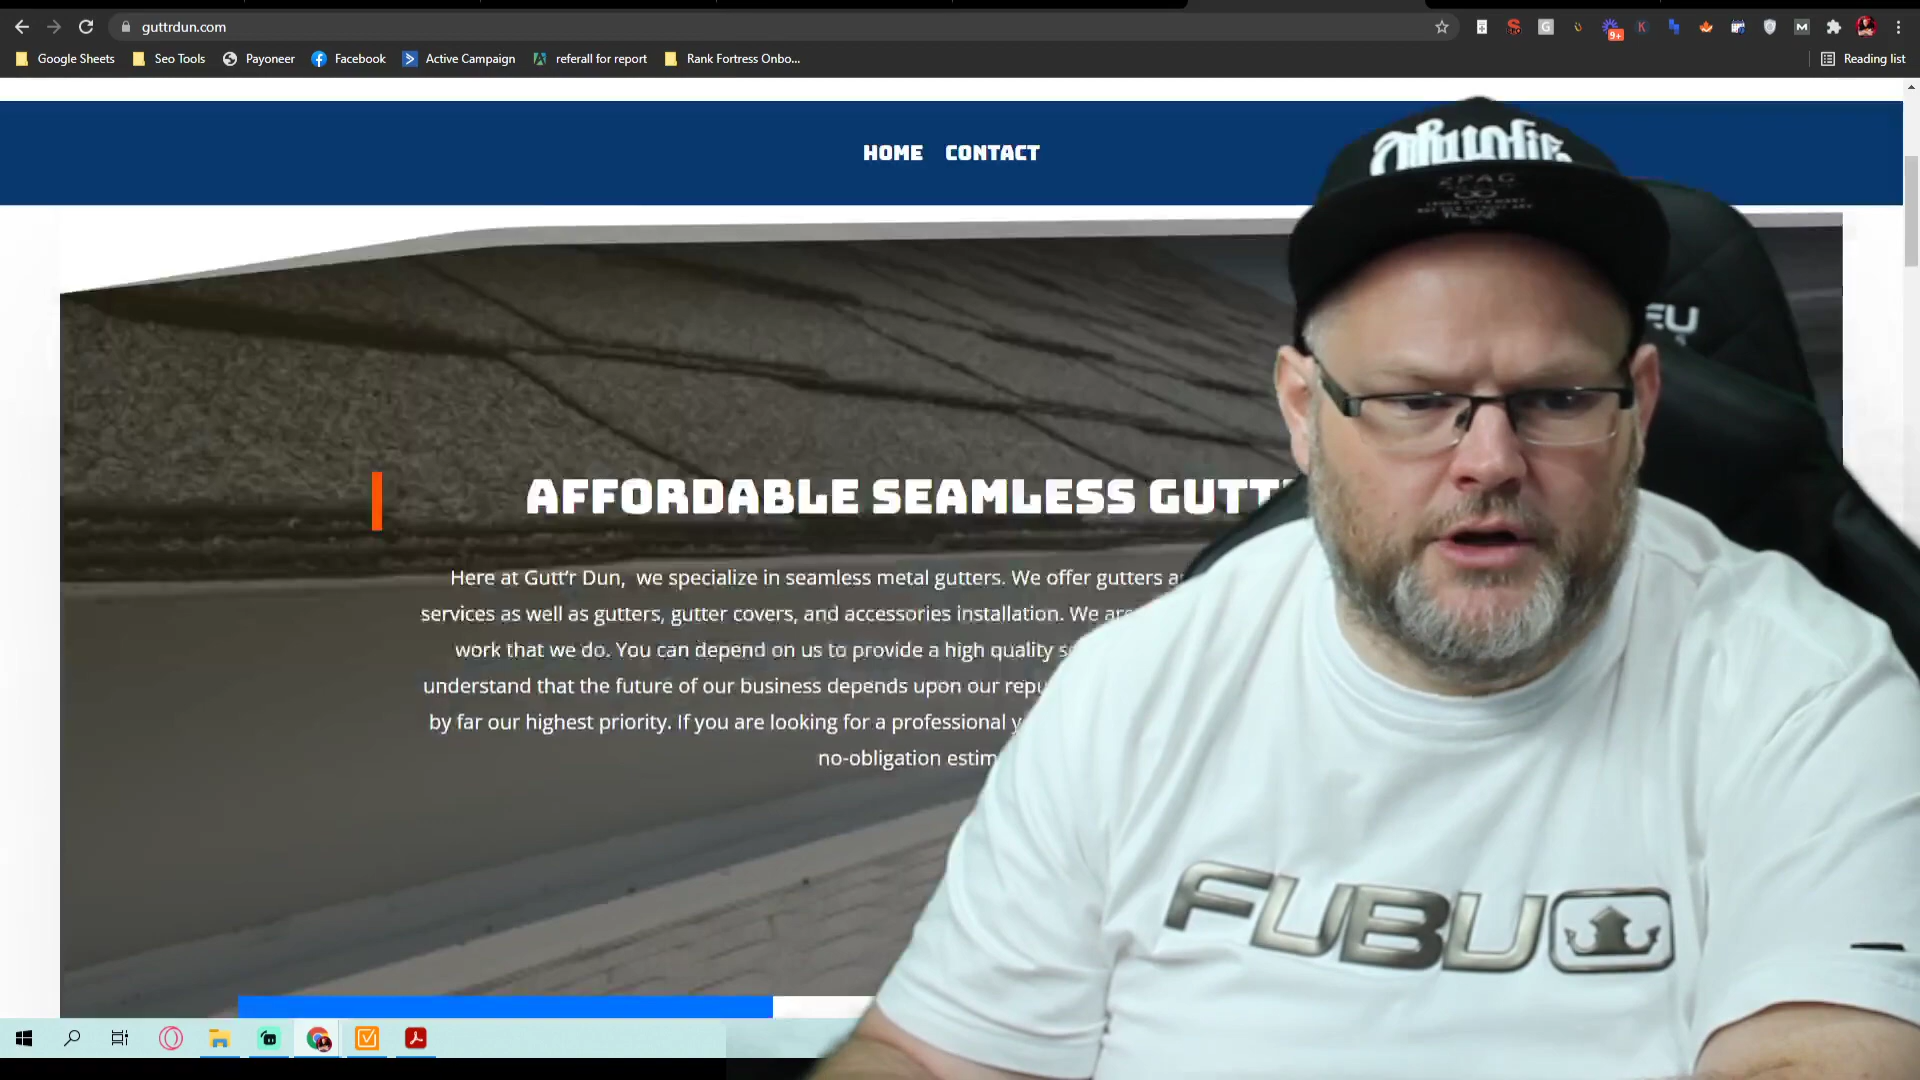 guttrdun.com
9+
Google Sheets Seo Tools Payoneer Facebook Active Campaign referall for report Rank Fortress Onbo... Reading list
HOME CONTACT
2PAC
EU
AFFORDABLE SEAMLESS GUTT
Here at Gutt’r Dun, we specialize in seamless metal gutters. We offer gutters
services as well as gutters, gutter covers, and accessories installation. We are
work that we do. You can depend on us to provide a high quality
understand that the future of our business depends upon our repu
by far our highest priority. If you are looking for a professional
no-obligation estim
FUBU